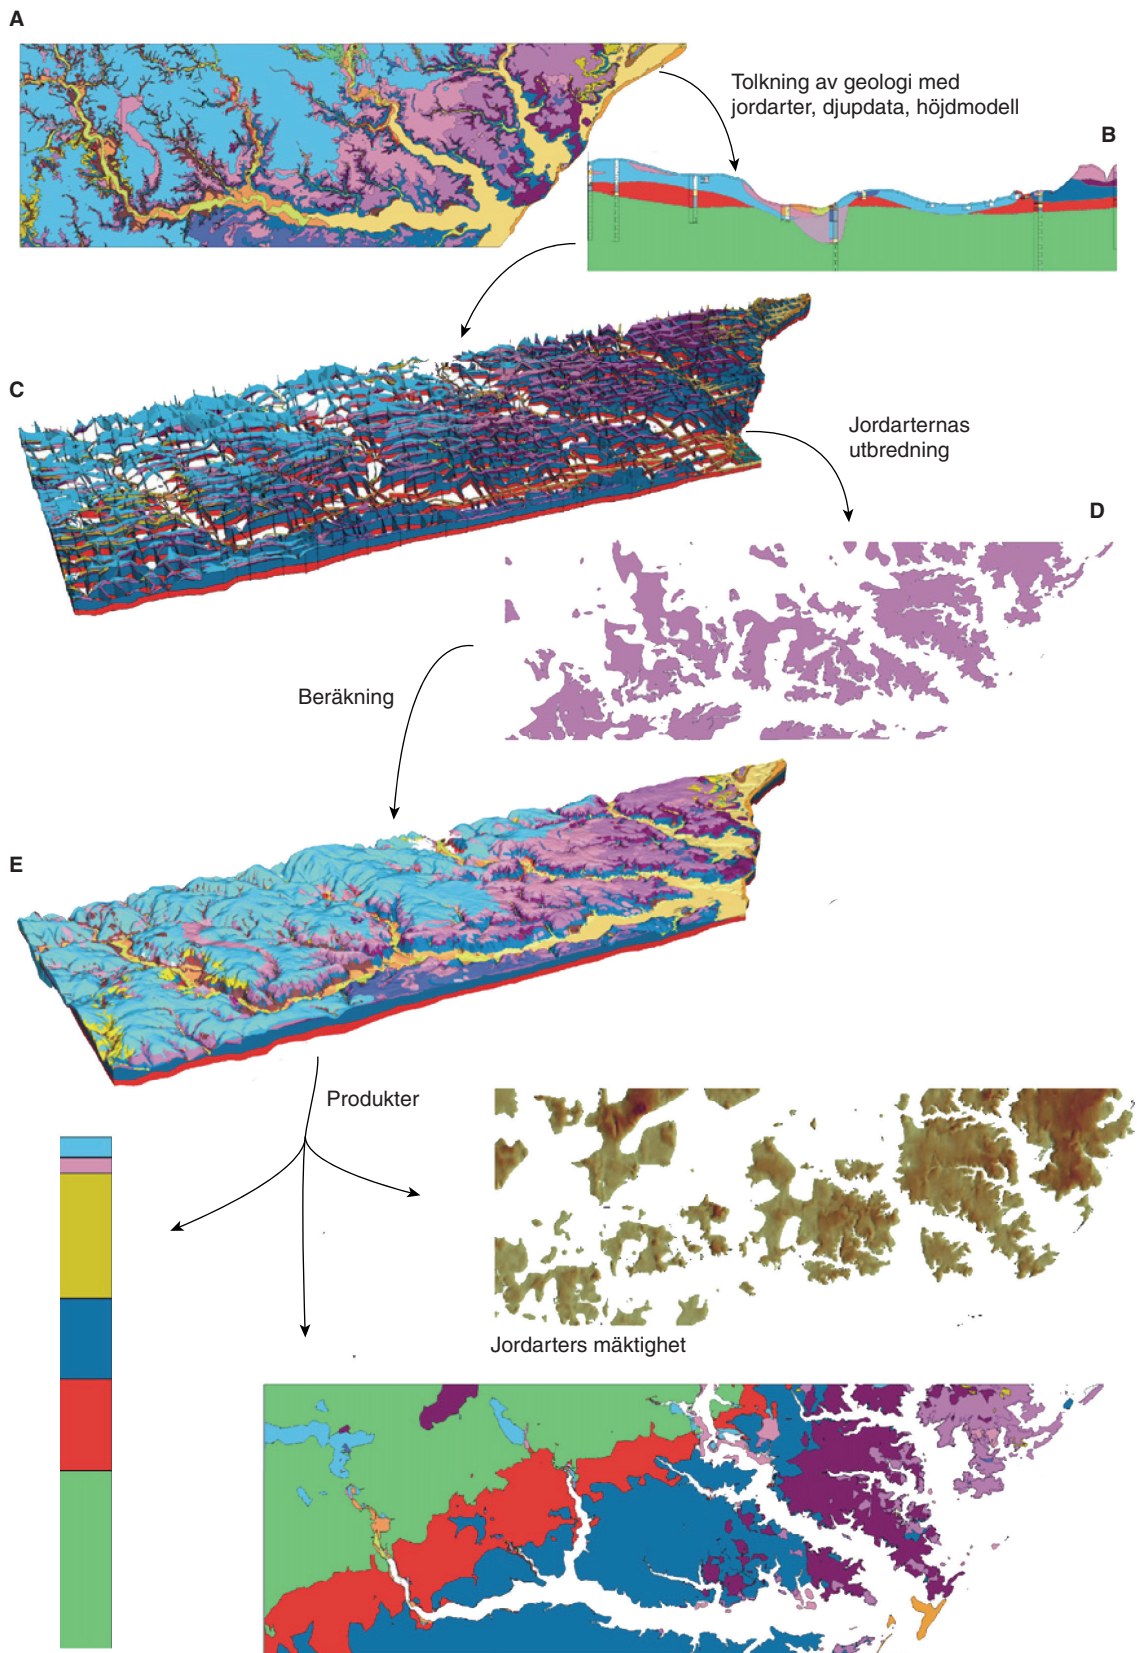 A
Tolkning av geologi med
jordarter, djupdata, höjdmodell
B
C
Jordarternas
utbredning
D
Beräkning
E
Produkter
Jordarters mäktighet